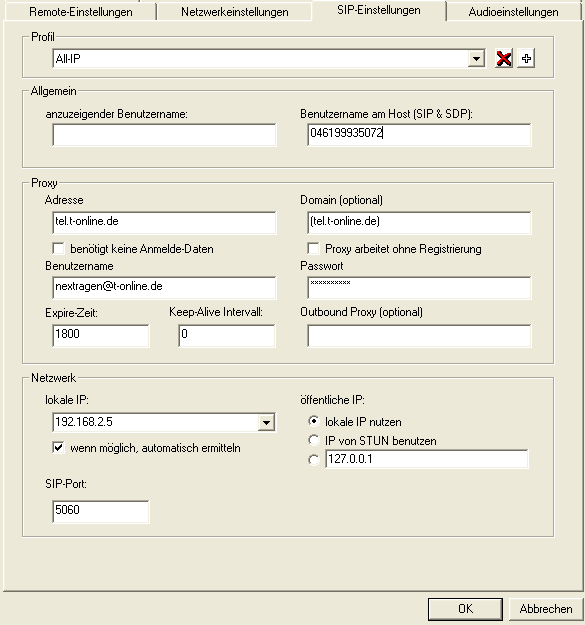 Remote-Einstellungen Netzwerkeinstellungen SIP-Einstellungen Audioeinstellungen
Profil
All-IP
Allgemein
anzuzeigender Benutzername: Benutzername am Host (SIP & SDP):
046199935072
Proxy
Adresse Domain (optional)
tel.t-online.de (tel.t-online.de)
benötigt keine Anmelde-Daten Proxy arbeitet ohne Registrierung
Benutzername Passwort
nextragen@t-online.de **********
Expire-Zeit: Keep-Alive Intervall: Outbound Proxy (optional)
1800 0
Netzwerk
lokale IP: öffentliche IP:
192.168.2.5 lokale IP nutzen
wenn möglich, automatisch ermitteln IP von STUN benutzen
127.0.0.1
SIP-Port:
5060
OK Abbrechen